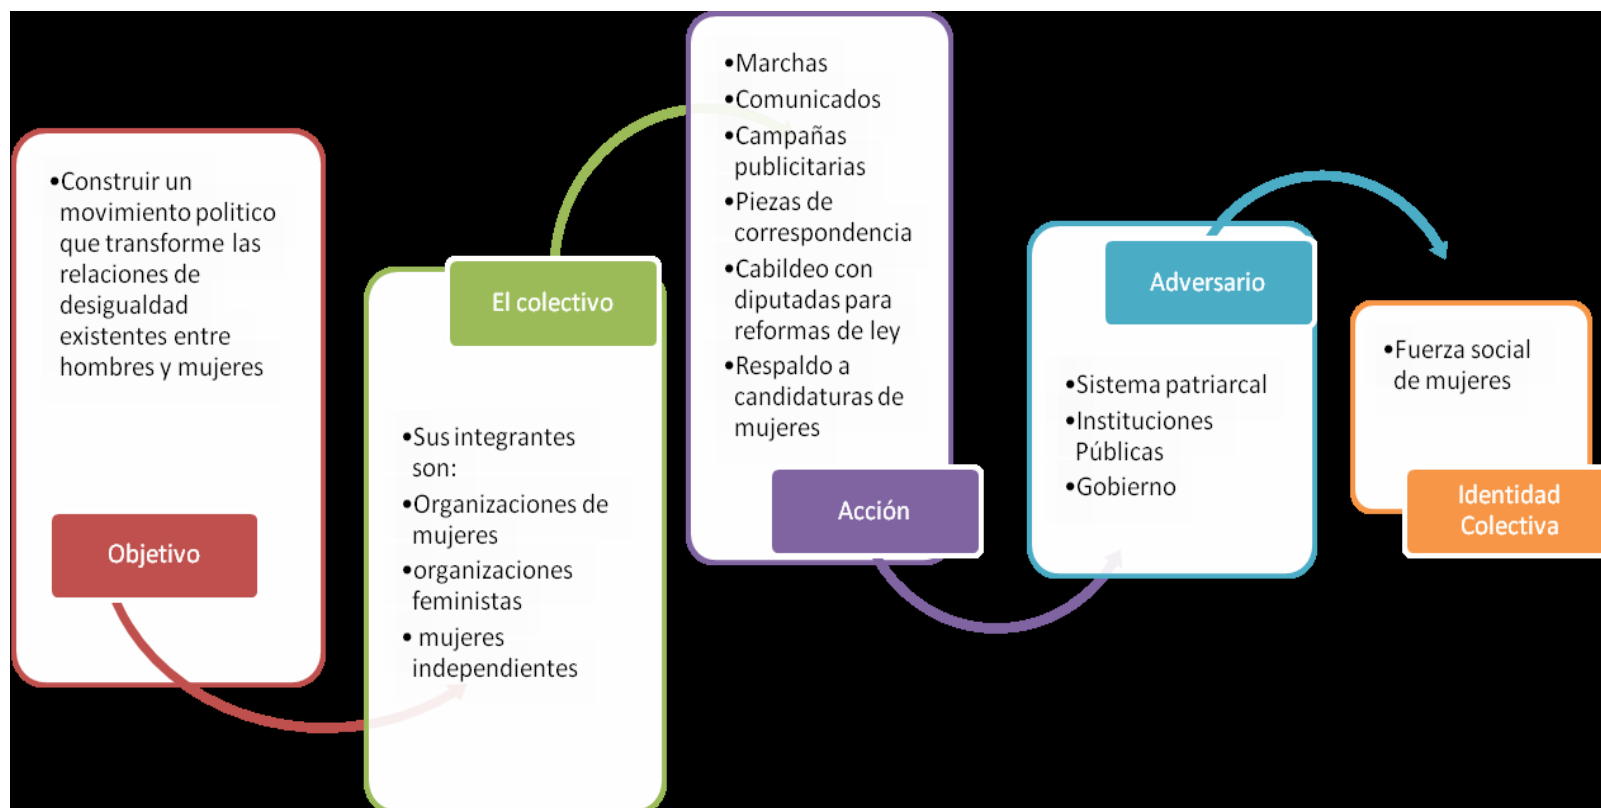 •Construir un
movimiento politico
que transforme las
relaciones de
desigualdad
existentes entre
hombres y mujeres
Objetivo
El colectivo
•Sus integrantes
son:
•Organizaciones de
mujeres
•organizaciones
feministas
• mujeres
independientes
•Marchas
•Comunicados
•Campañas
publicitarias
•Piezas de
correspondencia
•Cabildeo con
diputadas para
reformas de ley
•Respaldo a
candidaturas de
mujeres
Acción
Adversario
•Sistema patriarcal
•Instituciones
Públicas
•Gobierno
•Fuerza social
de mujeres
Identidad
Colectiva